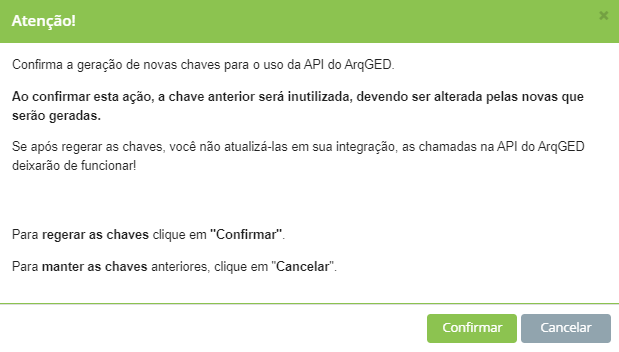 Atenção!
Confirma a geração de novas chaves para o uso da API do ArqGED.
Ao confirmar esta ação, a chave anterior será inutilizada, devendo ser alterada pelas novas que
serão geradas.
Se após regerar as chaves, você não atualizá-las em sua integração, as chamadas na API do ArqGED
deixarão de funcionar!
Para regerar as chaves clique em "Confirmar".
Para manter as chaves anteriores, clique em "Cancelar".
Confirmar
Cancelar